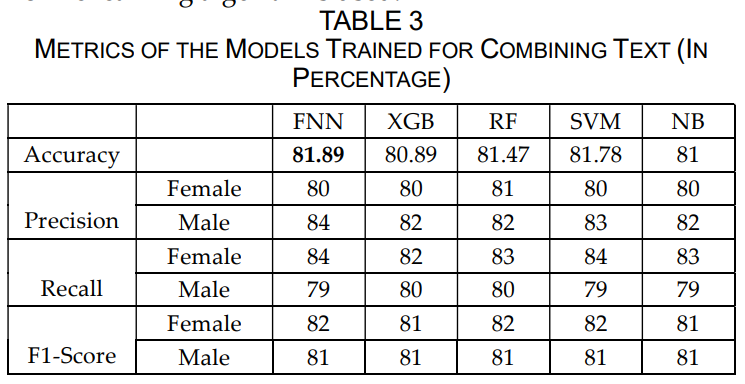 TABLE 3
METRICS OF THE MODELS TRAINED FOR COMBINING TEXT (IN
PERCENTAGE)
FNN XGB RF SVM NB
Accuracy 81.89 80.89 81.47 81.78 81
Female 80 80 81 80 80
Precision Male 84 82 82 83 82
Female 84 82 83 84 83
Recall Male 79 80 80 79 79
Female 82 81 82 82 81
F1-Score Male 81 81 81 81 81